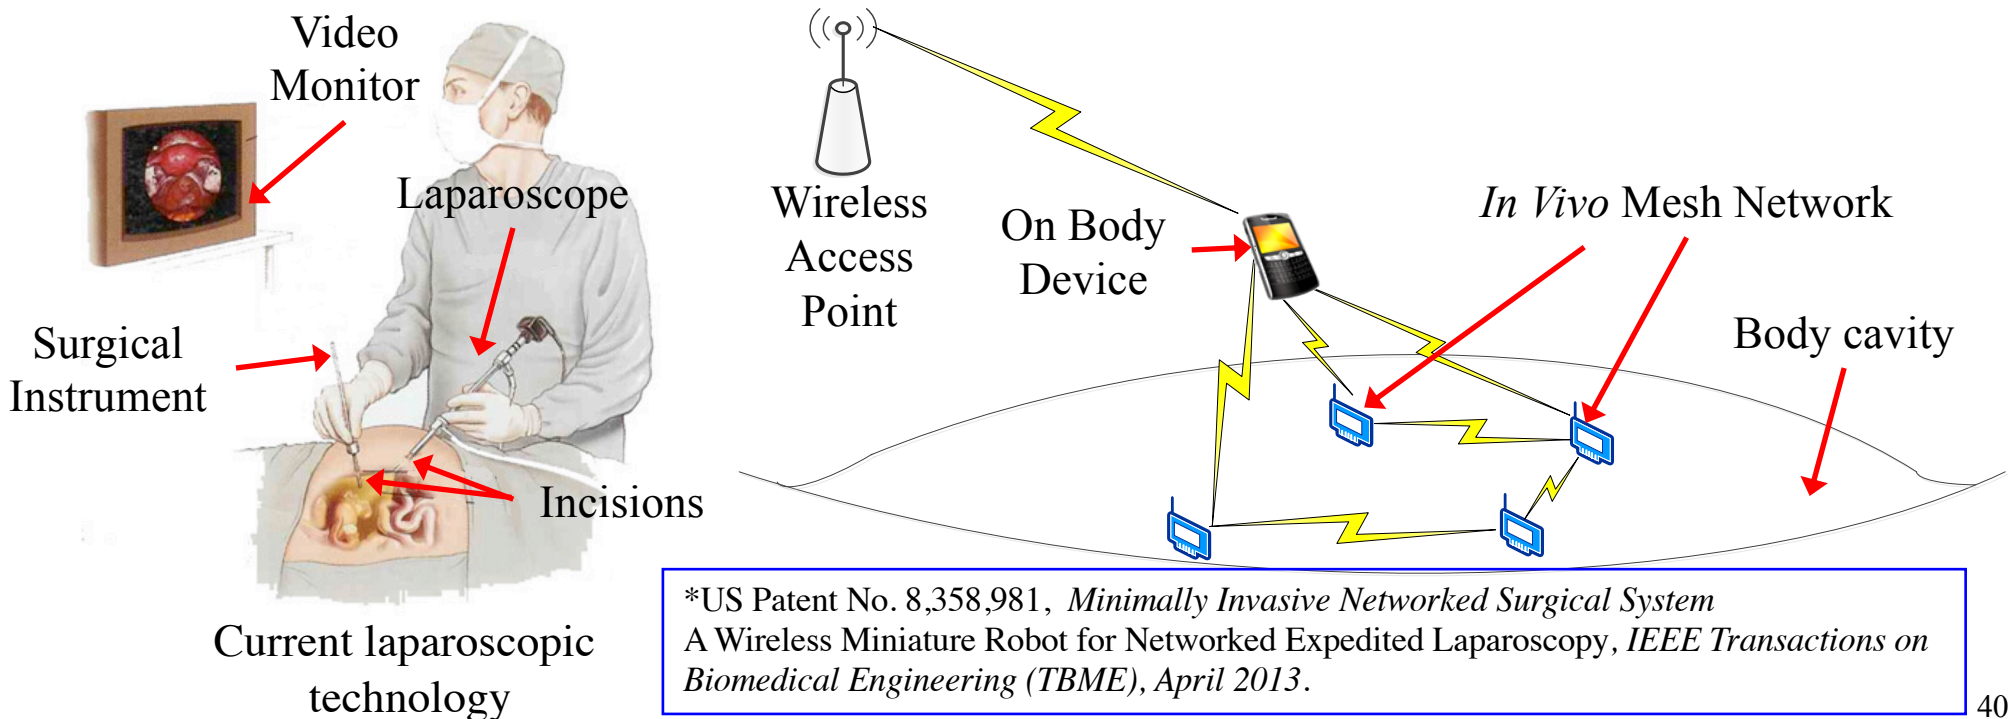 Video
Monitor
Laparoscope
Surgical
Instrument
Incisions
Current laparoscopic
technology
Wireless
Access
Point
On Body
Device
In Vivo Mesh Network
Body cavity
*US Patent No. 8,358,981, Minimally Invasive Networked Surgical System
A Wireless Miniature Robot for Networked Expedited Laparoscopy, IEEE Transactions on
Biomedical Engineering (TBME), April 2013.
40